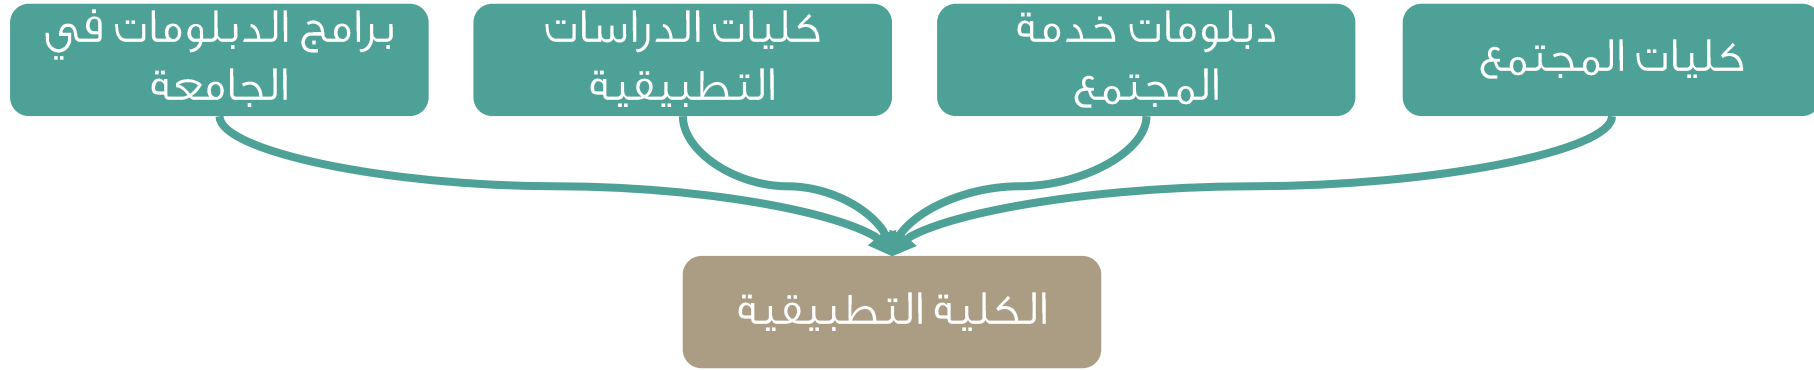 كليات المجتمع
دبلومات خدمة
المجتمع
كليات الدراسات
التطبيقية
برامج الدبلومات في
الجامعة
الكلية التطبيقية